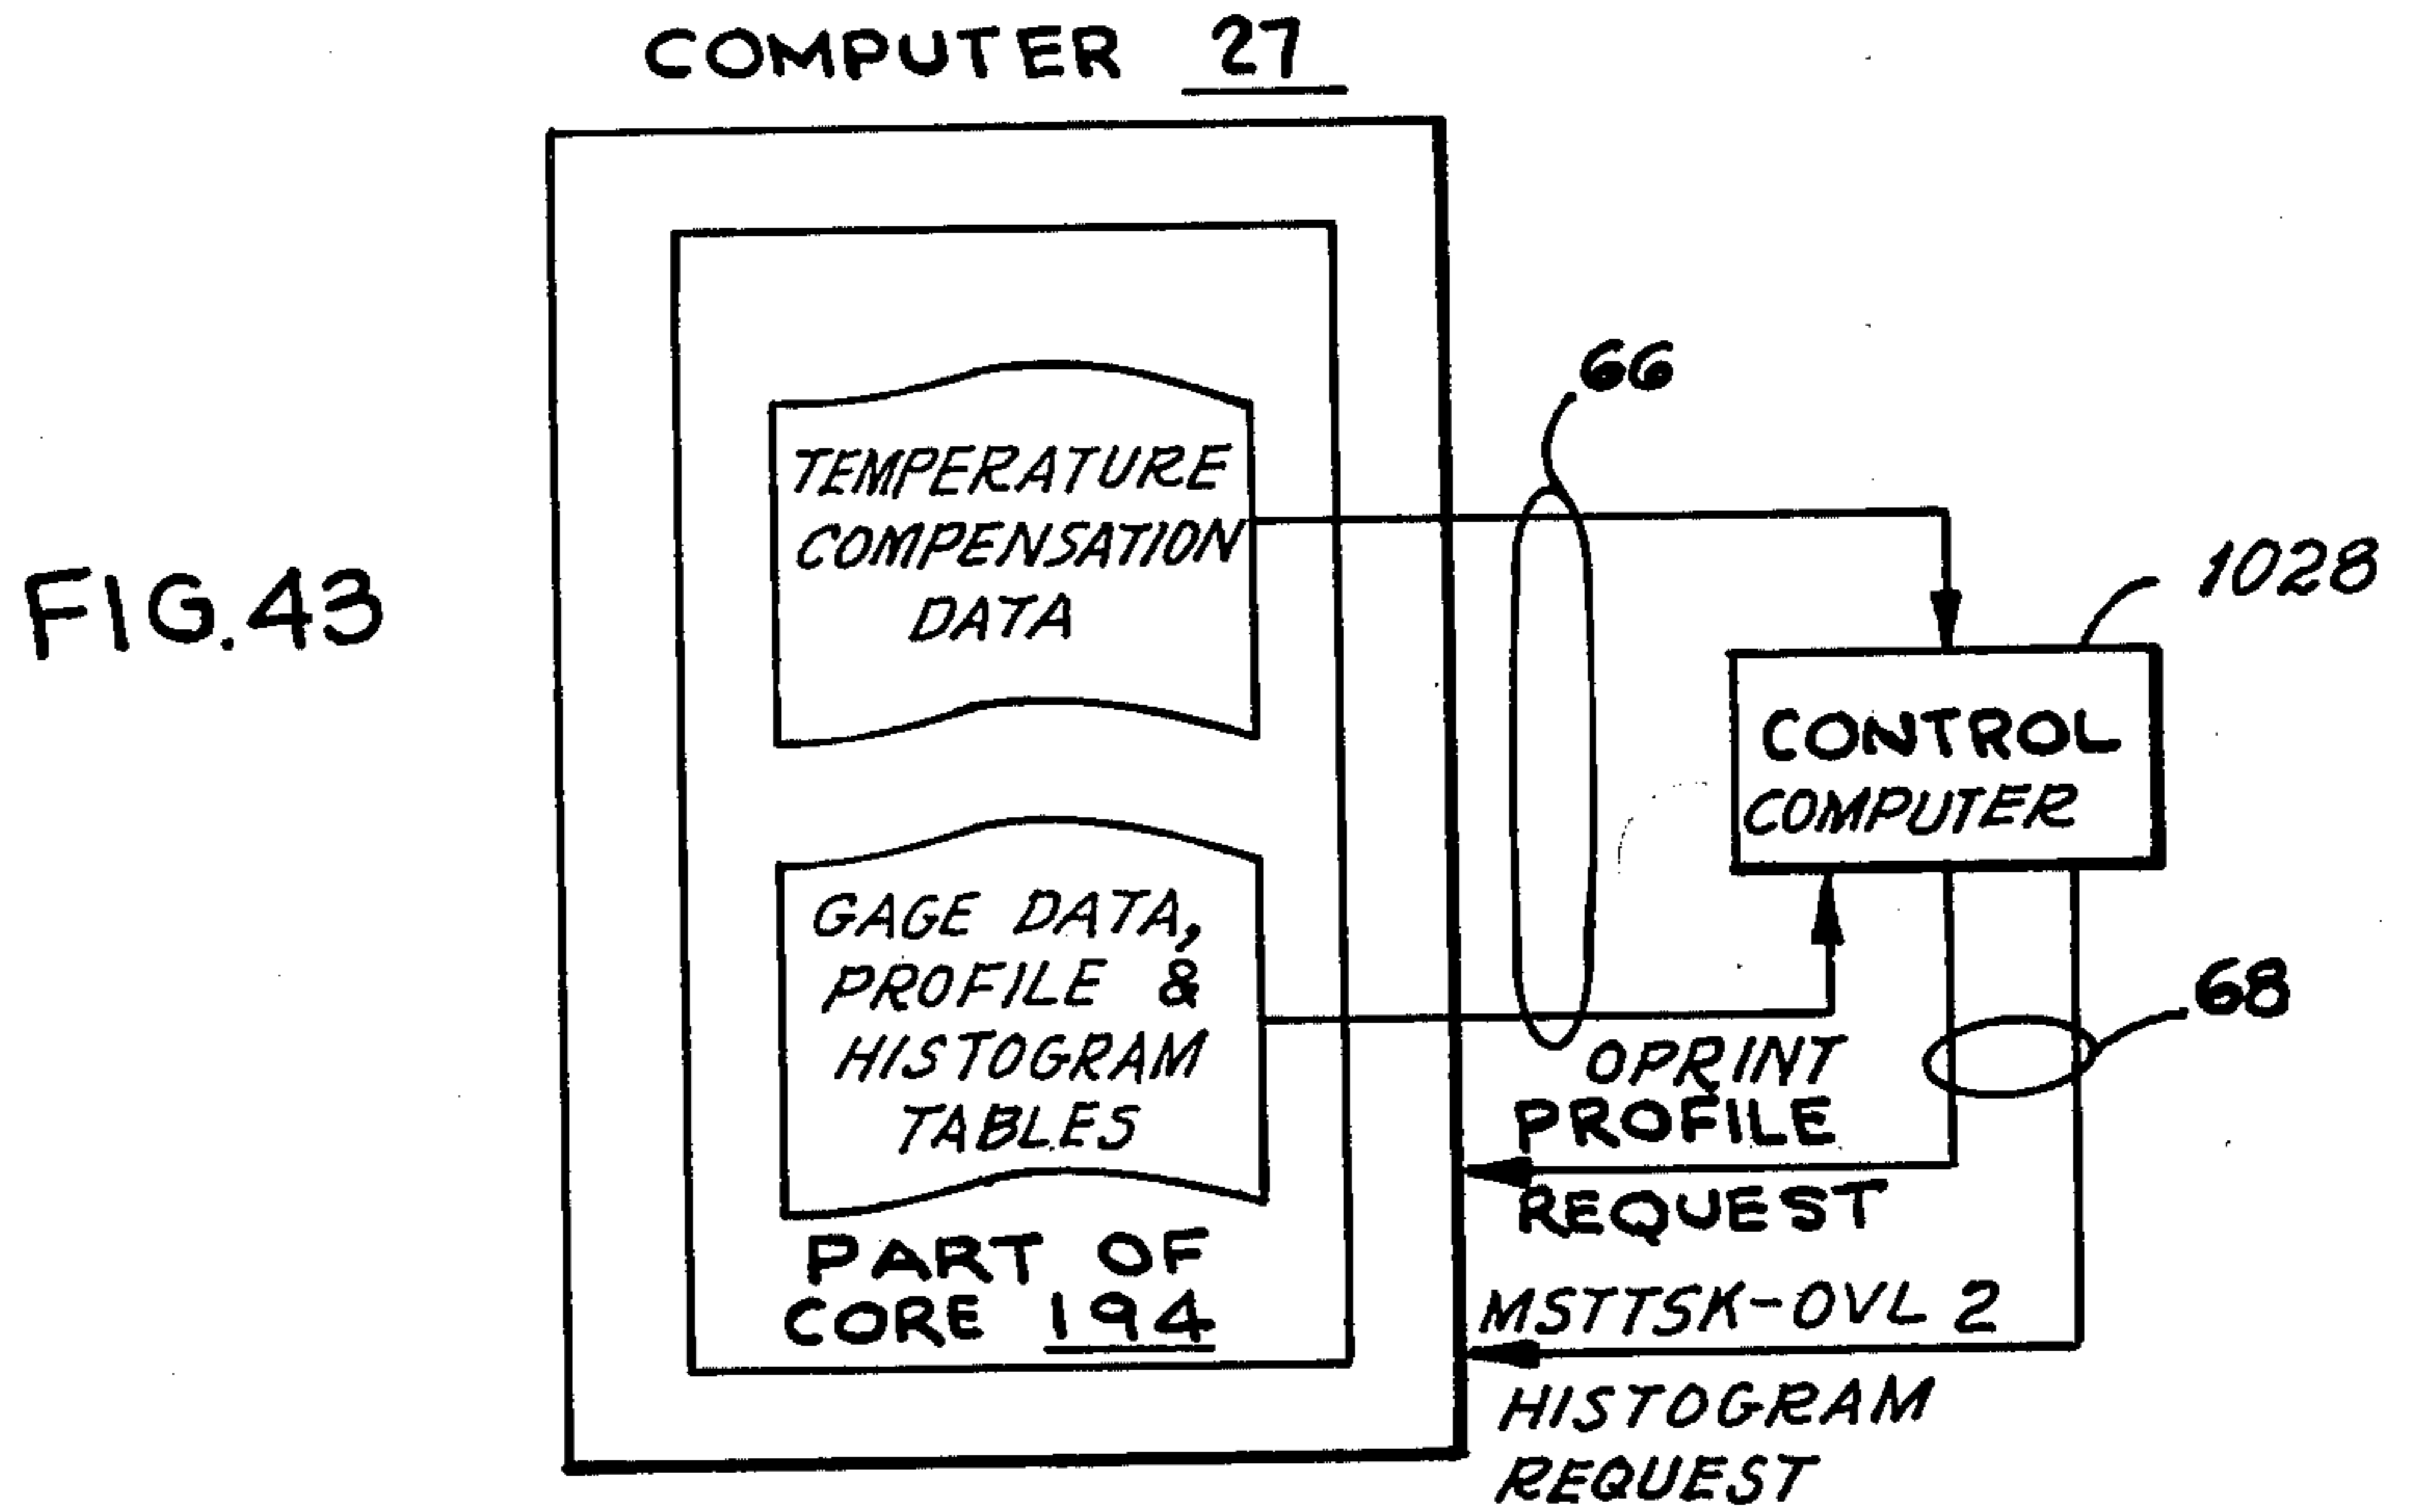 COMPUTER 27
66
TEMPERATURE
COMPENSATION
DATA
FIG.43
1028
CONTROL
COMPUTER
GAGE DATA,
PROFILE &
HISTOGRAM
TABLES
68
OPRINT
PROFILE
REQUEST
PART OF
CORE 194
MSTTSK-OVL 2
HISTOGRAM
REQUEST